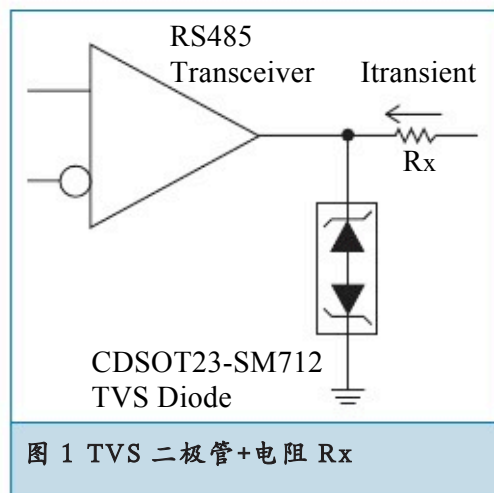 RS485
Transceiver
Itransient
Rx
CDSOT23-SM712
TVS Diode
图 1 TVS 二极管+电阻 Rx